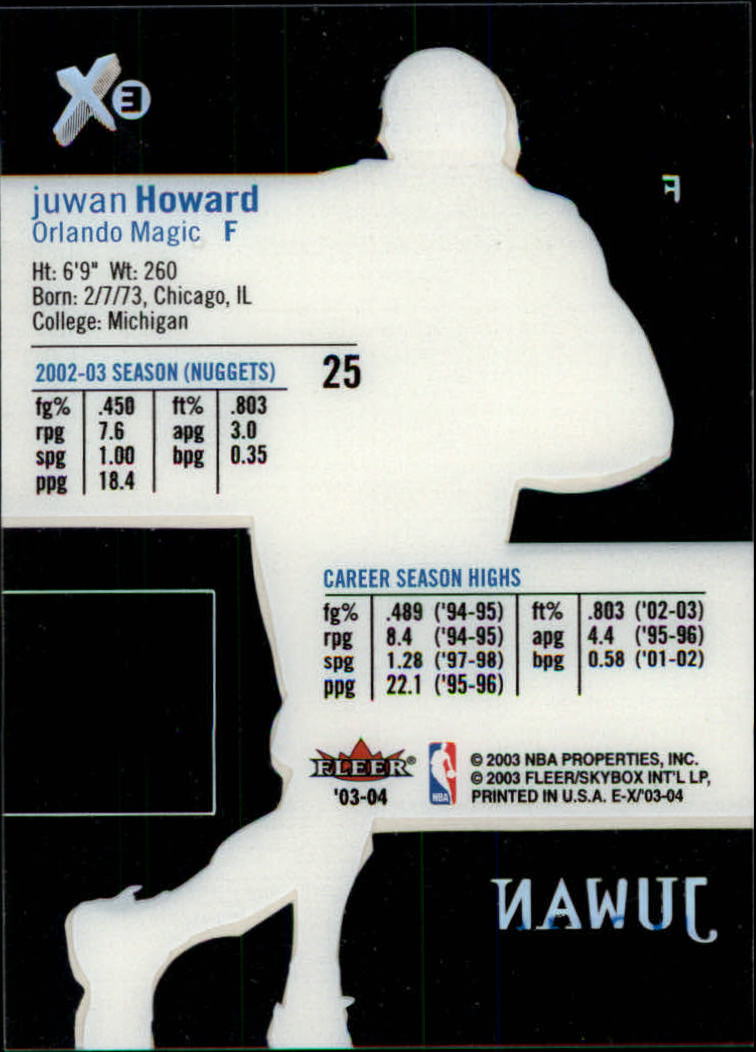 EX
F
juwan Howard
Orlando Magic F
Ht: 6'9" Wt: 260
Born: 2/7/73, Chicago, IL
College: Michigan
25
2002-03 SEASON (NUGGETS)
fg% .450 ft% .803
rpg 7.6 apg 3.0
spg 1.00 bpg 0.35
ppg 18.4
CAREER SEASON HIGHS
fg% .489 ('94-95) ft% .803 ('02-03)
rpg 8.4 ('94-95) apg 4.4 ('95-96)
spg 1.28 ('97-98) bpg 0.58 ('01-02)
ppg 22.1 ('95-96)
FLEER®
'03-04
NBA
© 2003 NBA PROPERTIES, INC.
© 2003 FLEER/SKYBOX INT'L LP,
PRINTED IN U.S.A. E-X/'03-04
JUWAN